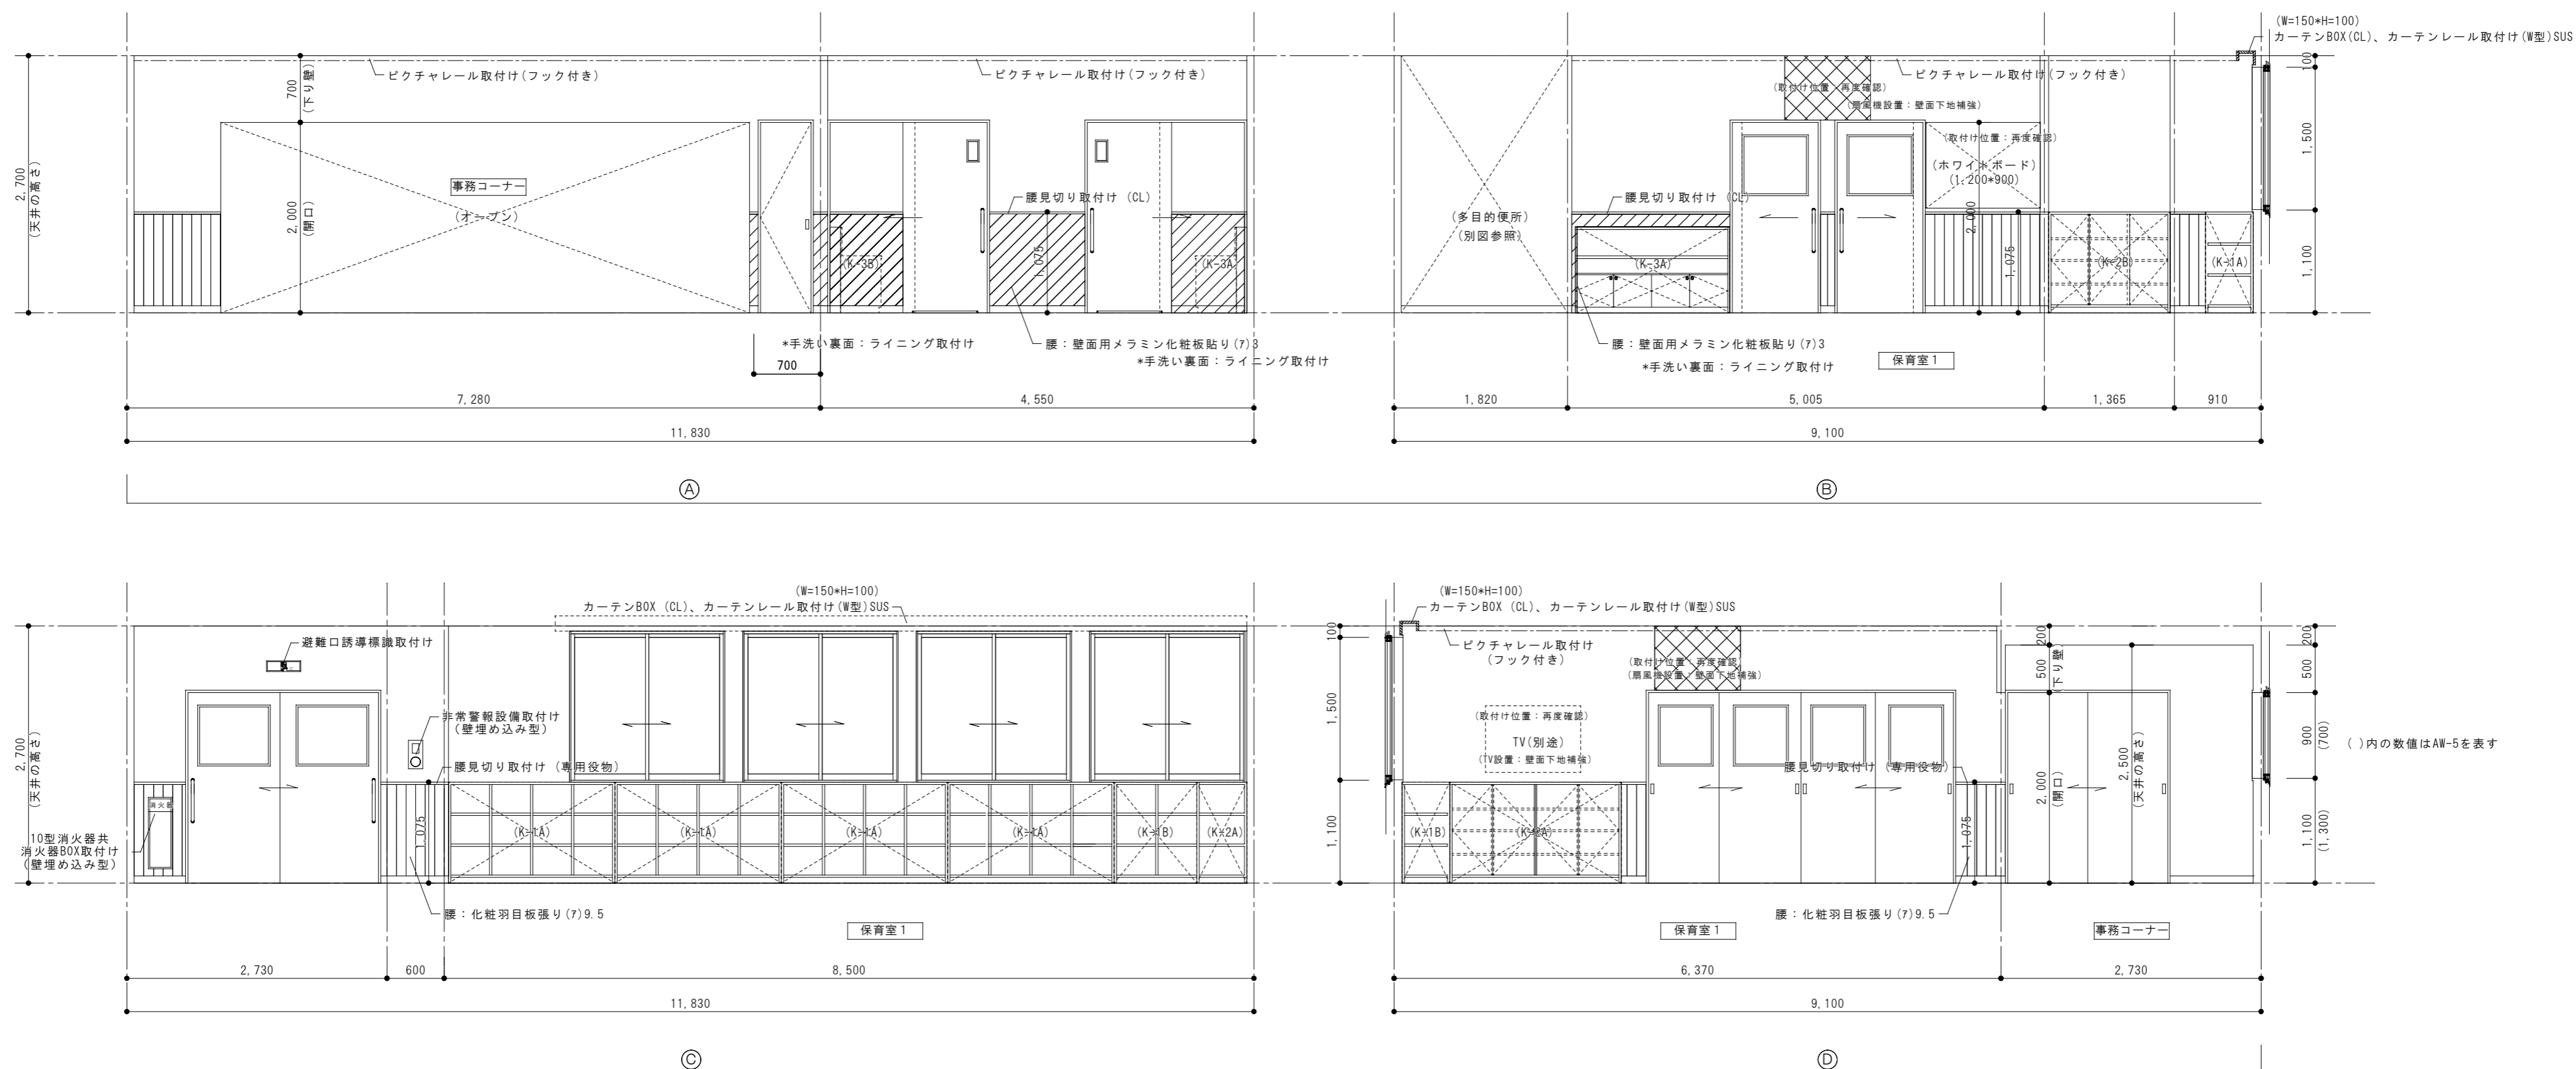 2,700
(天井の高さ)
ピクチャレール取付け(フック付き)
700
(下り壁)
2,000
(開口)
事務コーナー
(オープン)
ピクチャレール取付け(フック付き)
腰見切り取付け (CL)
1,075
(K-3B)
(K-3A)
*手洗い裏面：ライニング取付け
腰：壁面用メラミン化粧板貼り(ｱ)3
*手洗い裏面：ライニング取付け
700
7,280
4,550
11,830
A
(W=150*H=100)
カーテンBOX(CL)、カーテンレール取付け(W型)SUS
ピクチャレール取付け(フック付き)
(取付け位置：再度確認)
(扇風機設置：壁面下地補強)
(取付け位置：再度確認)
(ホワイトボード)
(1,200*900)
2,000
腰見切り取付け (CL)
(多目的便所)
(別図参照)
(K-3A)
1,075
(K-2B)
(K-1A)
100
1,500
1,100
腰：壁面用メラミン化粧板貼り(ｱ)3
*手洗い裏面：ライニング取付け
保育室1
1,820
5,005
1,365
910
9,100
B
(W=150*H=100)
カーテンBOX (CL)、カーテンレール取付け(W型)SUS
避難口誘導標識取付け
2,700
(天井の高さ)
非常警報設備取付け
(壁埋め込み型)
腰見切り取付け (専用役物)
消火器
10型消火器共
消火器BOX取付け
(壁埋め込み型)
1,075
(K-1A)
(K-1A)
(K-1A)
(K-1A)
(K-1B)
(K-2A)
腰：化粧羽目板張り(ｱ)9.5
保育室1
2,730
600
8,500
11,830
C
(W=150*H=100)
カーテンBOX (CL)、カーテンレール取付け(W型)SUS
ピクチャレール取付け
(フック付き)
100
1,500
1,100
(取付け位置：再度確認)
(扇風機設置：壁面下地補強)
(取付け位置：再度確認)
TV(別途)
(TV設置：壁面下地補強)
腰見切り取付け (専用役物)
(K-1B)
1,075
200
500
(下り壁)
2,000
(開口)
2,500
(天井の高さ)
200
500
900
(700)
1,100
(1,300)
( )内の数値はAW-5を表す
腰：化粧羽目板張り(ｱ)9.5
保育室1
事務コーナー
6,370
2,730
9,100
D